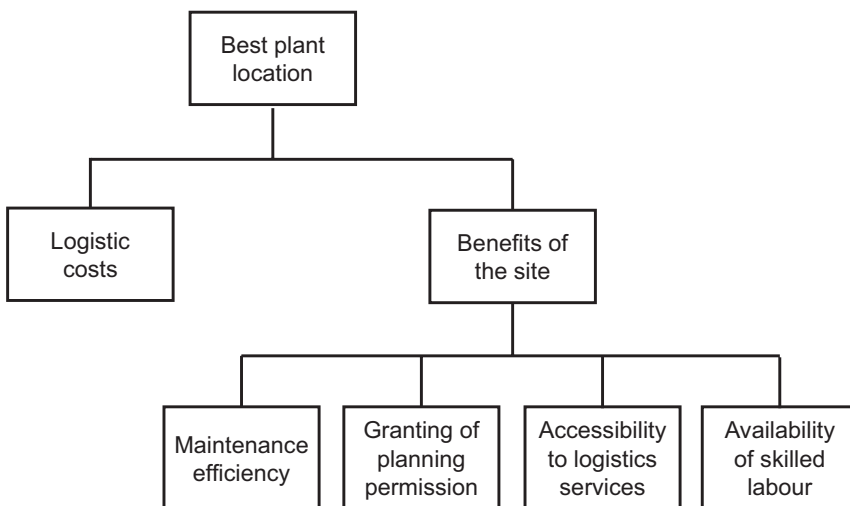 Best plant
location
Logistic
costs
Benefits of
the site
Maintenance
efficiency
Granting of
planning
permission
Accessibility
to logistics
services
Availability
of skilled
labour